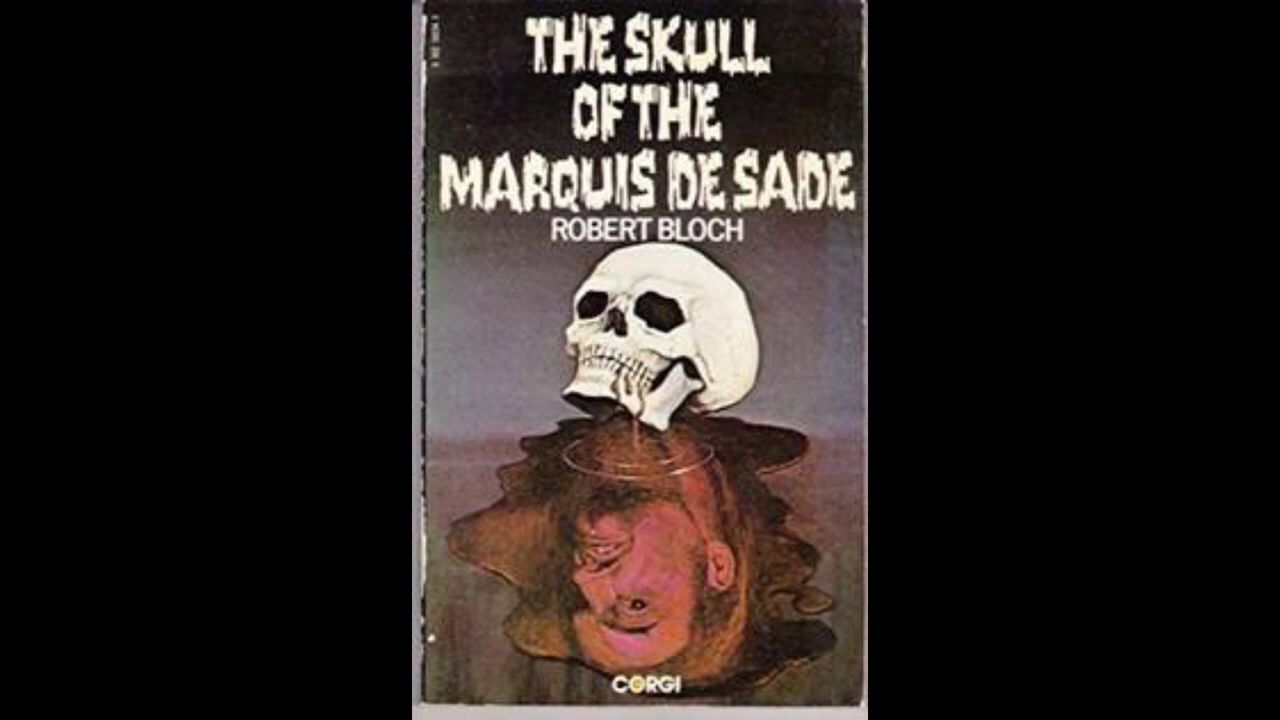 THE SKULL
OF THE
MARQUIS DE SADE
ROBERT BLOCH
CORGI